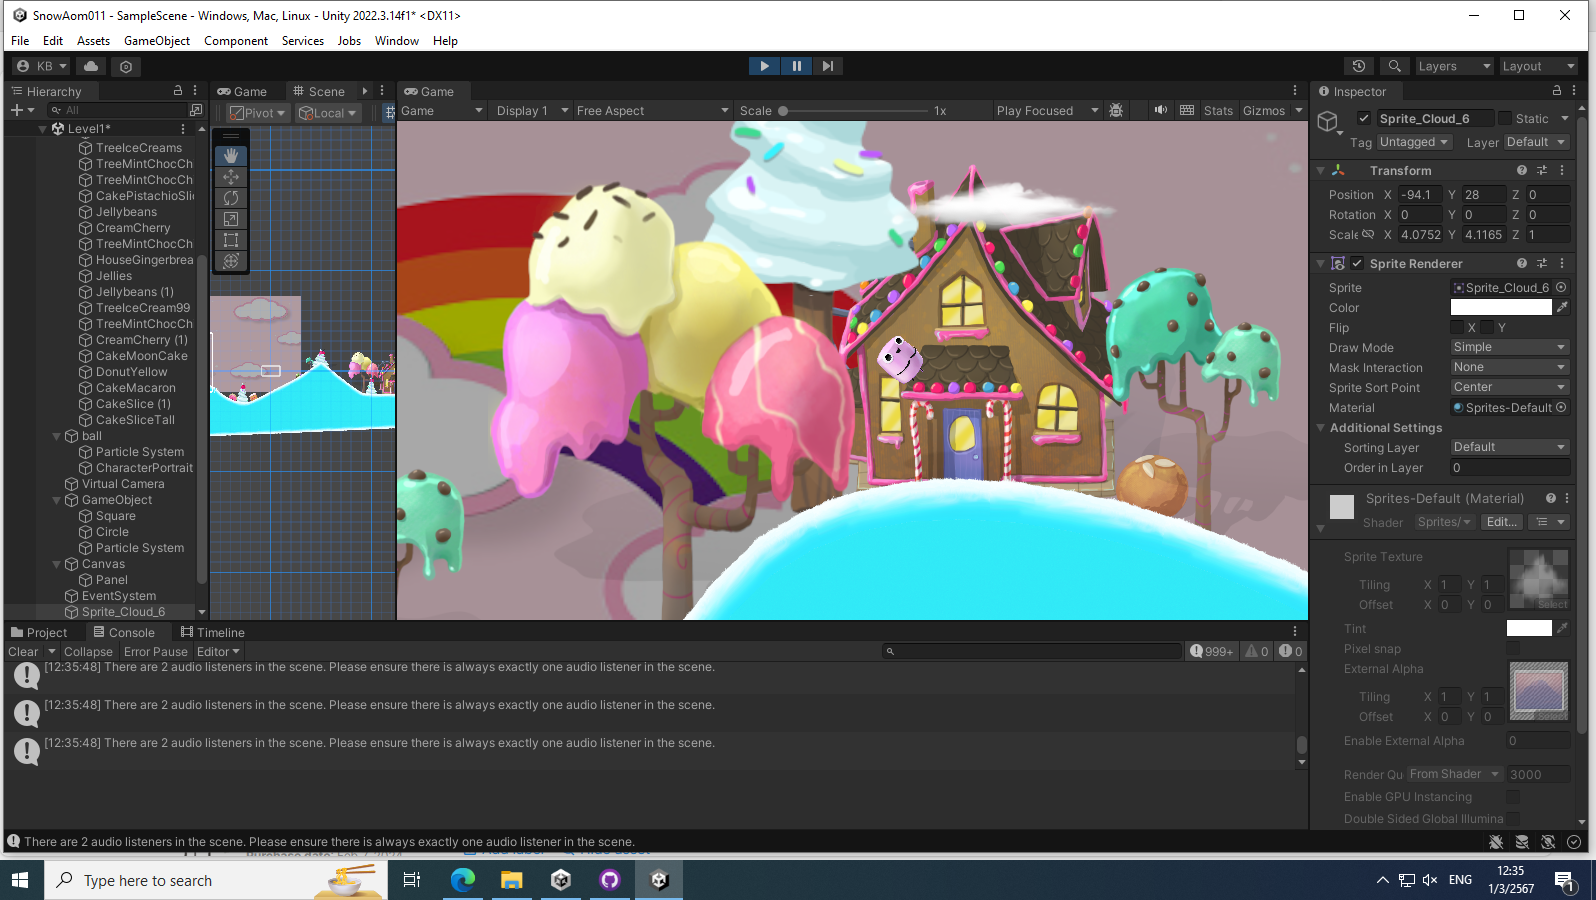 SnowAom011 - SampleScene - Windows, Mac, Linux - Unity 2022.3.14f1* <DX11>
File Edit Assets GameObject Component Services Jobs Window Help
KB
Layers
Layout
Hierarchy
All
Level1*
TreeIceCreams
TreeMintChocCh
TreeMintChocCh
CakePistachioSli
Jellybeans
CreamCherry
TreeMintChocCh
HouseGingerbrea
Jellies
Jellybeans (1)
TreeIceCream99
TreeMintChocCh
CreamCherry (1)
CakeMoonCake
DonutYellow
CakeMacaron
CakeSlice (1)
CakeSliceTall
ball
Particle System
CharacterPortrait
Virtual Camera
GameObject
Square
Circle
Particle System
Canvas
Panel
EventSystem
Sprite_Cloud_6
Game
Scene
Pivot
Local
Game
Game Display 1 Free Aspect Scale 1x Play Focused Stats Gizmos
Inspector
Sprite_Cloud_6 Static
Tag Untagged Layer Default
Transform
Position X -94.1 Y 28 Z 0
Rotation X 0 Y 0 Z 0
Scale X 4.0752 Y 4.1165 Z 1
Sprite Renderer
Sprite Sprite_Cloud_6
Color
Flip X Y
Draw Mode Simple
Mask Interaction None
Sprite Sort Point Center
Material Sprites-Default
Additional Settings
Sorting Layer Default
Order in Layer 0
Sprites-Default (Material)
Shader Sprites/ Edit...
Sprite Texture
Tiling X 1 Y 1
Offset X 0 Y 0
Select
Tint
Pixel snap
External Alpha
Tiling X 1 Y 1
Offset X 0 Y 0
Select
Enable External Alpha 0
Render Qu From Shader 3000
Enable GPU Instancing
Double Sided Global Illumina
Project Console Timeline
Clear Collapse Error Pause Editor
999+ 0 0
[12:35:48] There are 2 audio listeners in the scene. Please ensure there is always exactly one audio listener in the scene.
[12:35:48] There are 2 audio listeners in the scene. Please ensure there is always exactly one audio listener in the scene.
[12:35:48] There are 2 audio listeners in the scene. Please ensure there is always exactly one audio listener in the scene.
There are 2 audio listeners in the scene. Please ensure there is always exactly one audio listener in the scene.
Type here to search
ENG
12:35
1/3/2567
1